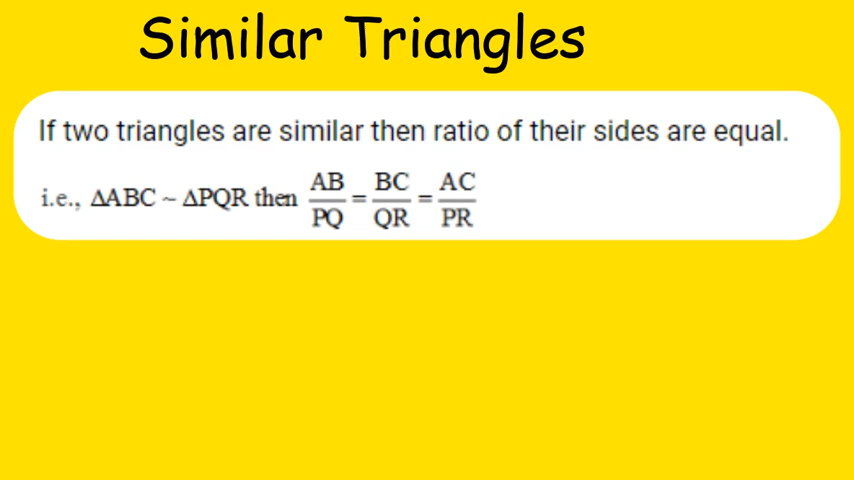 Similar Triangles
If two triangles are similar then ratio of their sides are equal.
i.e., ΔABC ~ ΔPQR then AB/PQ = BC/QR = AC/PR